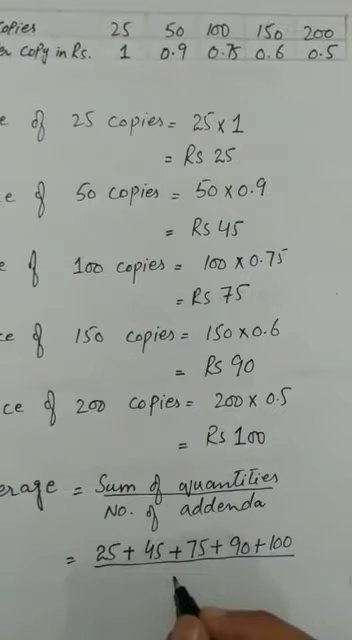 opies 25 50 100 150 200
er copy in Rs. 1 0.9 0.75 0.6 0.5
e of 25 copies = 25 x 1
= Rs 25
e of 50 copies = 50 x 0.9
= Rs 45
e of 100 copies = 100 x 0.75
= Rs 75
ce of 150 copies = 150 x 0.6
= Rs 90
ice of 200 copies = 200 x 0.5
= Rs 100
erage = Sum of quantities
No. of addenda
= 25 + 45 + 75 + 90 + 100